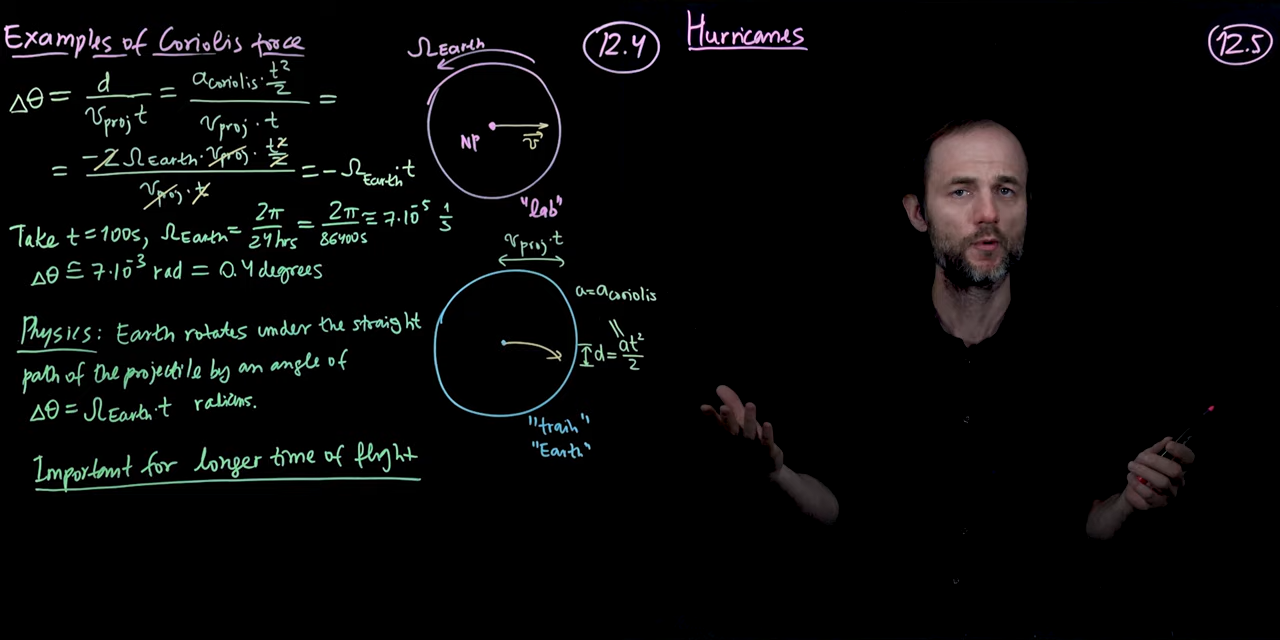 Examples of Coriolis force
Δθ = d / v_proj t = a_coriolis · t²/2 / v_proj · t =
= -2 Ω_Earth · v_proj · t²/2 / v_proj · t = - Ω_Earth · t
Take t = 100s, Ω_Earth = 2π / 24 hrs = 2π / 86400s ≅ 7·10⁻⁵ 1/s
Δθ ≅ 7·10⁻³ rad = 0.4 degrees
Physics: Earth rotates under the straight
path of the projectile by an angle of
Δθ = Ω_Earth · t radians.
Important for longer time of flight
Ω_Earth
NP
v⃗
"lab"
v_proj · t
a = a_coriolis
d = at²/2
"train"
"Earth"
12.4
Hurricanes
12.5